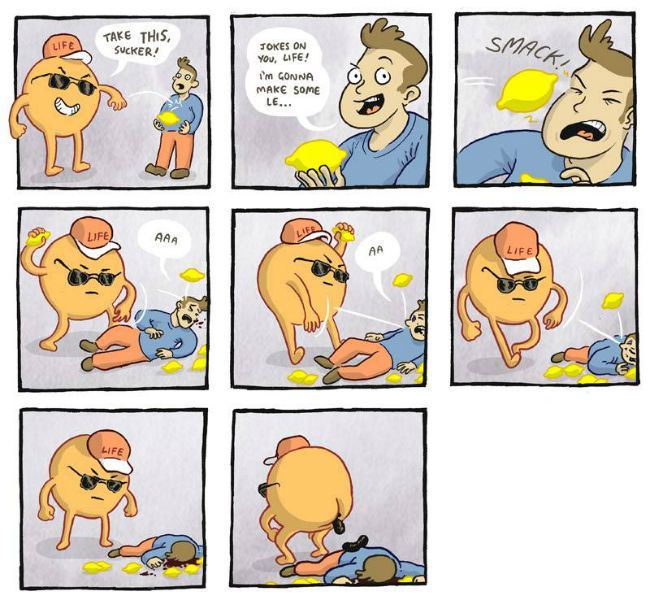 LIFE
TAKE THIS,
SUCKER!
JOKES ON
YOU, LIFE!
I'M GONNA
MAKE SOME
LE...
SMACK!
LIFE
AAA
LIFE
AA
LIFE
LIFE